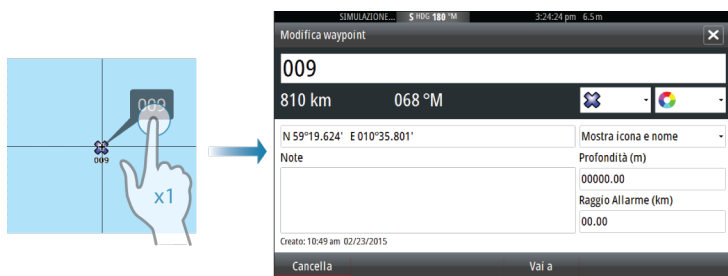 009
009
x1
SIMULAZIONE... S HDG 180 °M 3:24:24 pm 6.5 m
Modifica waypoint
009
810 km 068 °M
N 59°19.624' E 010°35.801' Mostra icona e nome
Note Profondità (m)
00000.00
Raggio Allarme (km)
00.00
Creato: 10:49 am 02/23/2015
Cancella Vai a